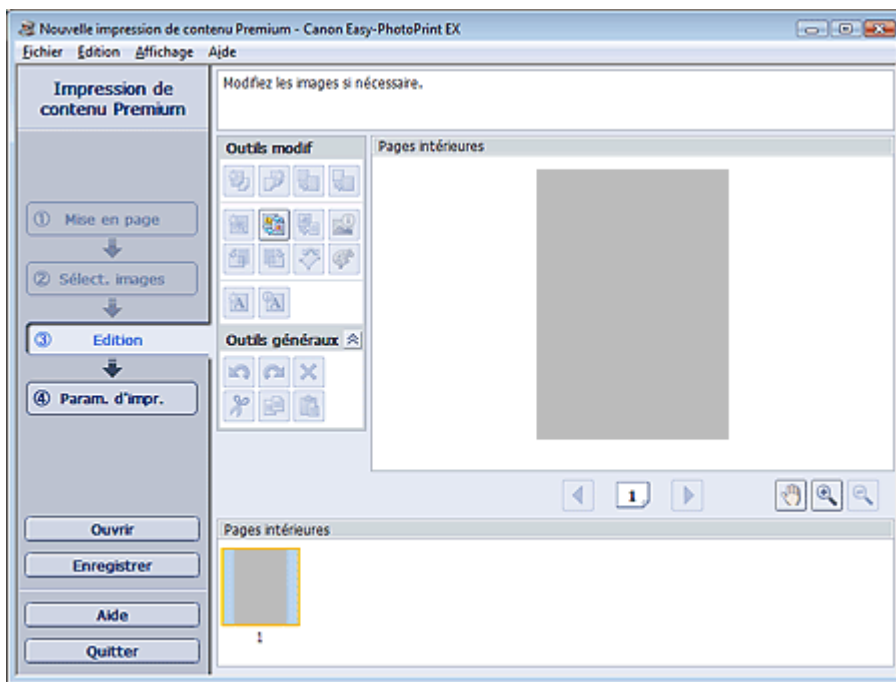 Nouvelle impression de contenu Premium - Canon Easy-PhotoPrint EX
Fichier Édition Affichage Aide
Impression de
contenu Premium
Modifiez les images si nécessaire.
Outils modif
Pages intérieures
① Mise en page
② Sélect. images
③ Edition
Outils généraux
④ Param. d'impr.
1
Ouvrir
Pages intérieures
Enregistrer
Aide
1
Quitter